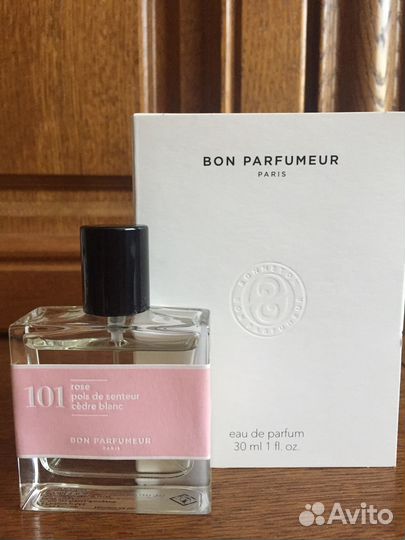 BON PARFUMEUR
PARIS
101
rose
pois de senteur
cèdre blanc
BON PARFUMEUR
PARIS
eau de parfum
30 ml 1 fl. oz.
Avito